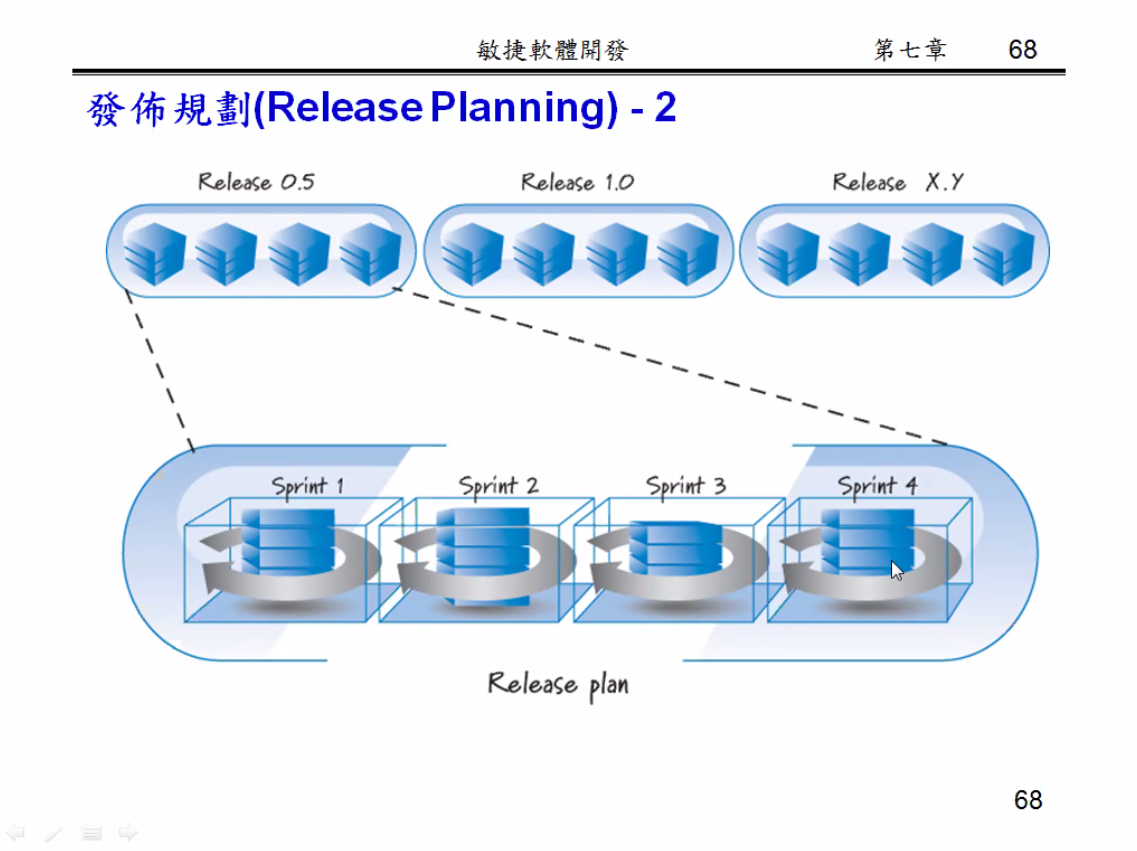 敏捷軟體開發 第七章 68
發佈規劃(Release Planning) - 2
Release 0.5 Release 1.0 Release X.Y
Sprint 1 Sprint 2 Sprint 3 Sprint 4
Release plan
68